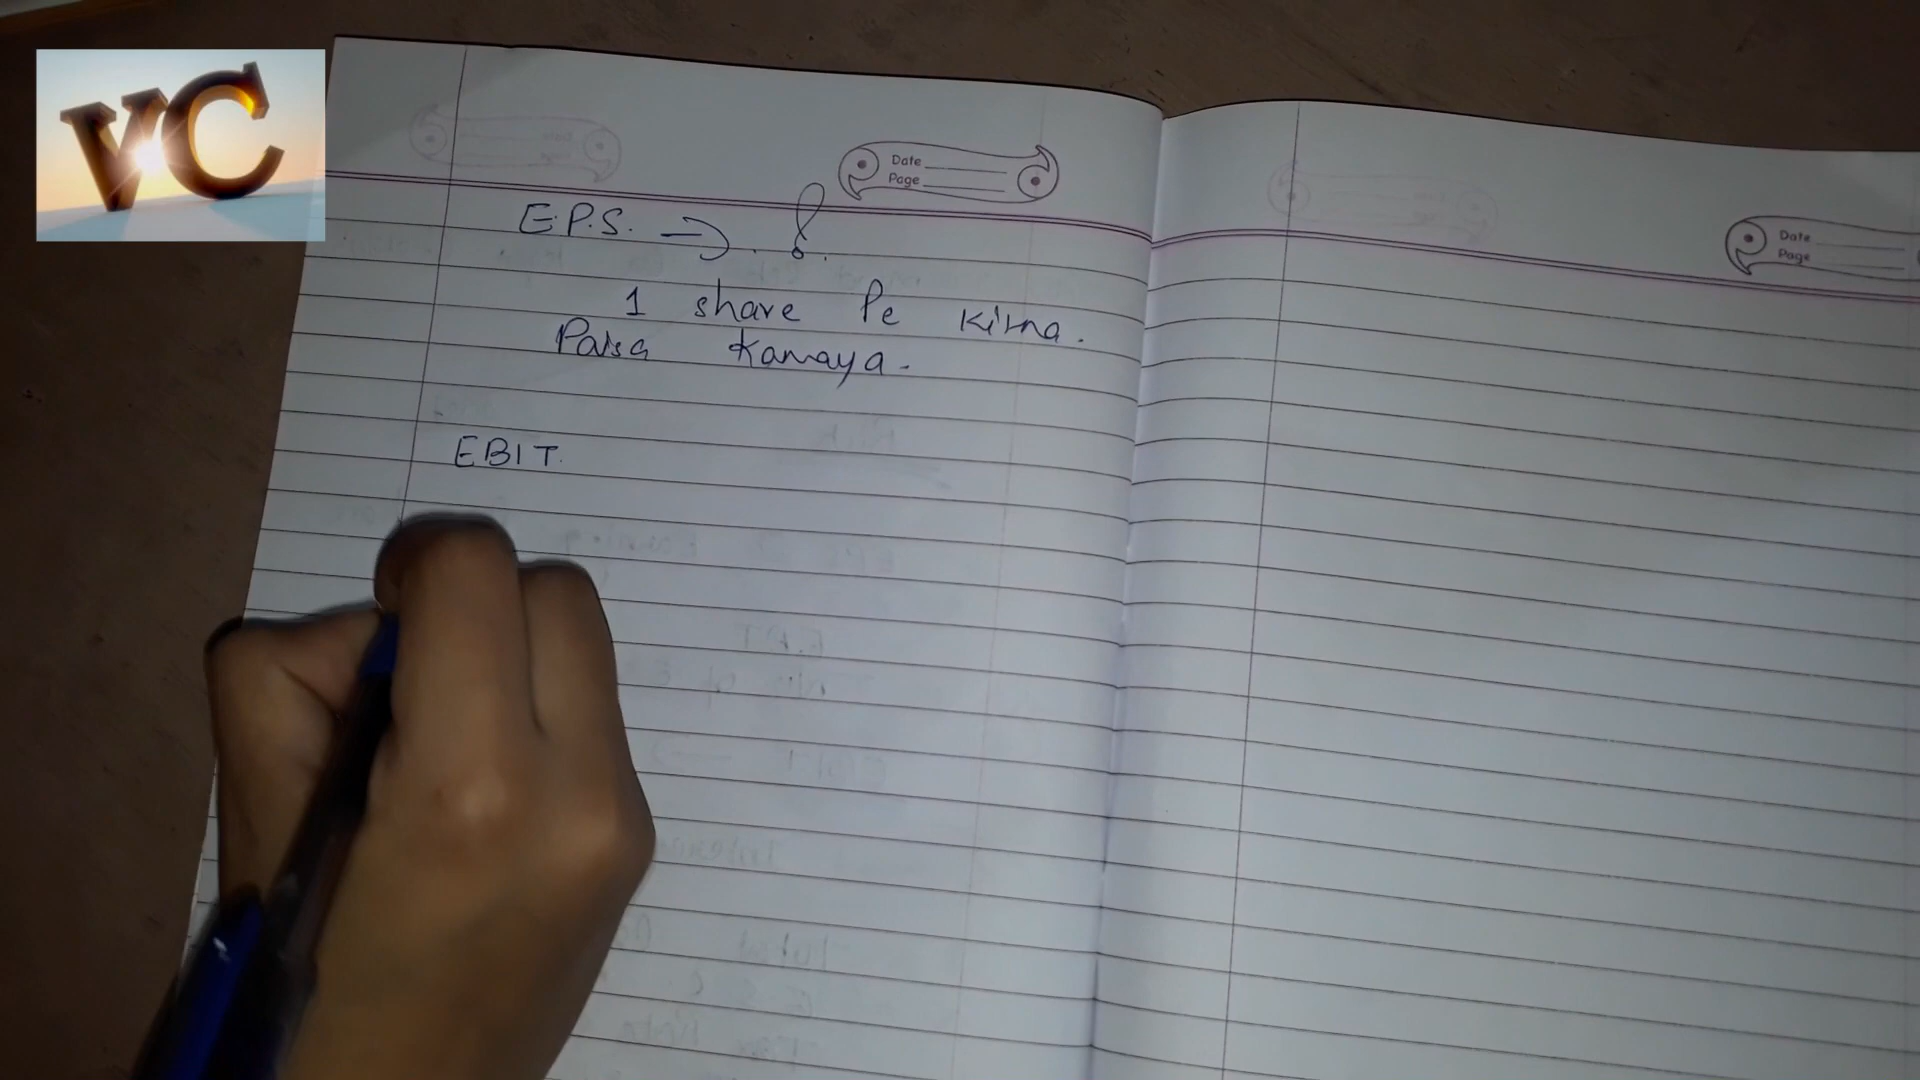 VC
Date
Page
E.P.S. →
1 share Pe Kitna.
Paisa Kamaya.
EBIT.
Date
Page